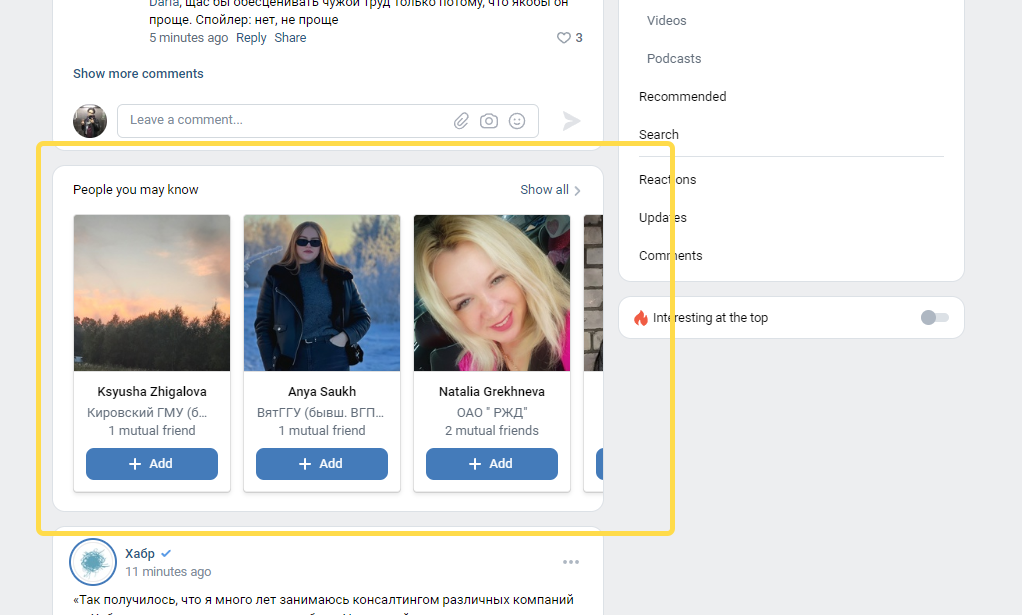 Daria, щас бы обесценивать чужой труд только потому, что якобы он
проще. Спойлер: нет, не проще
5 minutes ago Reply Share
3
Show more comments
Leave a comment...
People you may know
Show all
Ksyusha Zhigalova
Кировский ГМУ (б...
1 mutual friend
Add
Anya Saukh
ВятГГУ (бывш. ВГП...
1 mutual friend
Add
Natalia Grekhneva
ОАО " РЖД"
2 mutual friends
Add
Хабр
11 minutes ago
«Так получилось, что я много лет занимаюсь консалтингом различных компаний
Videos
Podcasts
Recommended
Search
Reactions
Updates
Comments
Interesting at the top